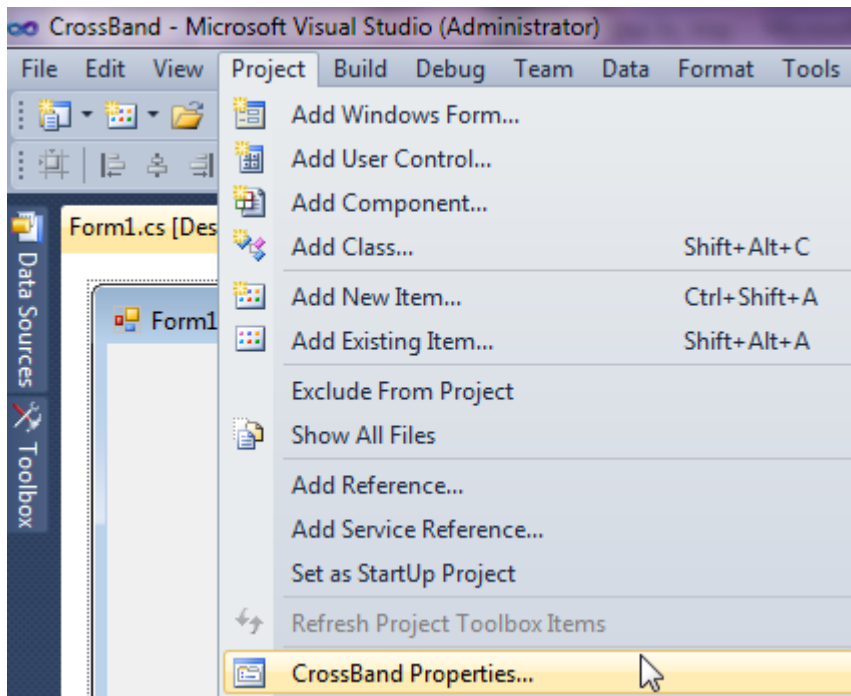 CrossBand - Microsoft Visual Studio (Administrator)
File Edit View Project Build Debug Team Data Format Tools
Add Windows Form...
Add User Control...
Add Component...
Form1.cs [Des
Add Class... Shift+Alt+C
Data Sources
Add New Item... Ctrl+Shift+A
Form1
Add Existing Item... Shift+Alt+A
Exclude From Project
Toolbox
Show All Files
Add Reference...
Add Service Reference...
Set as StartUp Project
Refresh Project Toolbox Items
CrossBand Properties...